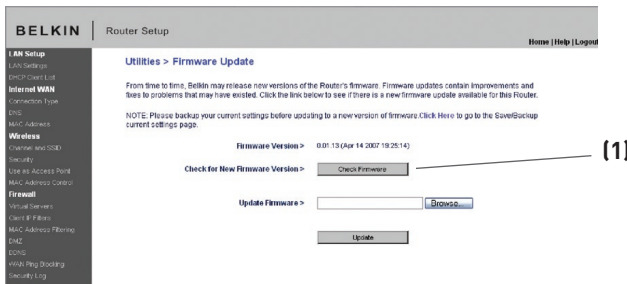 BELKIN
Router Setup
Home | Help | Logout
LAN Setup
LAN Settings
DHCP Client List
Internet WAN
Connection Type
DNS
MAC Address
Wireless
Channel and SSID
Security
Use as Access Point
MAC Address Control
Firewall
Virtual Servers
Client IP Filters
MAC Address Filtering
DMZ
DDNS
WAN Ping Blocking
Security Log
Utilities > Firmware Update
From time to time, Belkin may release new versions of the Router's firmware. Firmware updates contain improvements and
fixes to problems that may have existed. Click the link below to see if there is a new firmware update available for this Router.
NOTE: Please backup your current settings before updating to a new version of firmware.Click Here to go to the Save/Backup
current settings page.
Firmware Version > 0.01.13 (Apr 14 2007 19:25:14)
Check for New Firmware Version > Check Firmware
(1)
Update Firmware > Browse...
Update